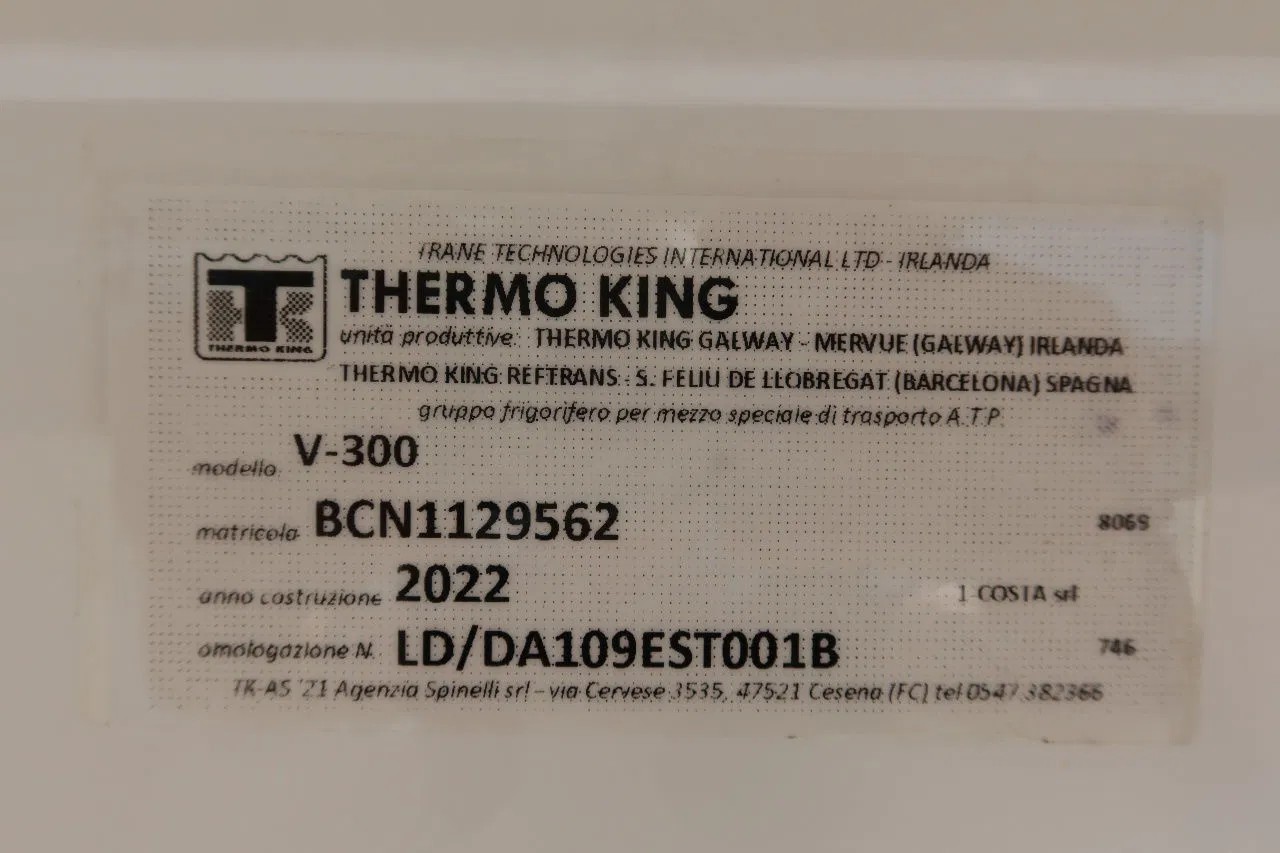 TRANE TECHNOLOGIES INTERNATIONAL LTD - IRLANDA
THERMO KING
THERMO KING
unità produttive: THERMO KING GALWAY - MERVUE (GALWAY) IRLANDA
THERMO KING REFTRANS - S. FELIU DE LLOBREGAT (BARCELONA) SPAGNA
gruppo frigorifero per mezzo speciale di trasporto A.T.P.
modello V-300
matricola BCN1129562 8069
anno costruzione 2022 1 COSTA srl
omologazione N. LD/DA109EST001B 746
TK-AS '21 Agenzia Spinelli srl – via Cervese 3535, 47521 Cesena (FC) tel 0547 382366